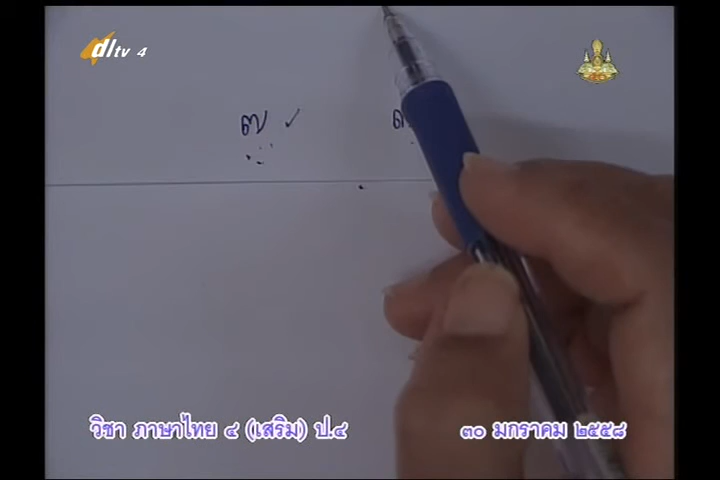 dltv 4
๗ ✓
วิชา ภาษาไทย ๔ (เสริม) ป.๔
๓๐ มกราคม ๒๕๕๘